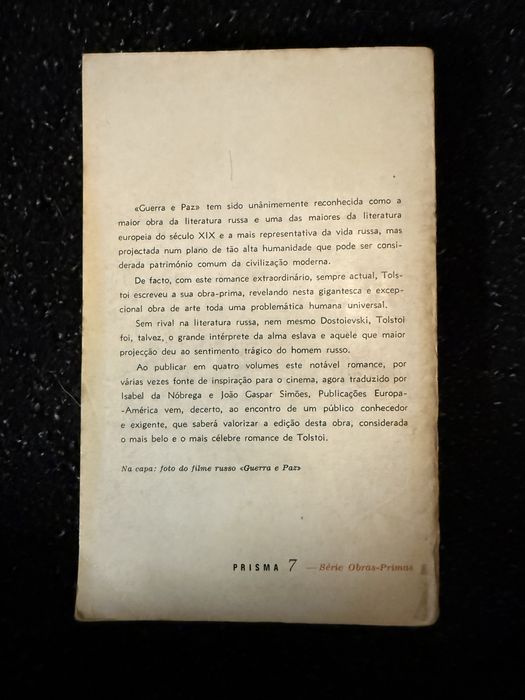 «Guerra e Paz» tem sido unânimemente reconhecida como a
maior obra da literatura russa e uma das maiores da literatura
europeia do século XIX e a mais representativa da vida russa, mas
projectada num plano de tão alta humanidade que pode ser consi-
derada património comum da civilização moderna.
De facto, com este romance extraordinário, sempre actual, Tols-
toi escreveu a sua obra-prima, revelando nesta gigantesca e excep-
cional obra de arte toda uma problemática humana universal.
Sem rival na literatura russa, nem mesmo Dostoievski, Tolstoi
foi, talvez, o grande intérprete da alma eslava e aquele que maior
projecção deu ao sentimento trágico do homem russo.
Ao publicar em quatro volumes este notável romance, por
várias vezes fonte de inspiração para o cinema, agora traduzido por
Isabel da Nóbrega e João Gaspar Simões, Publicações Europa-
-América vem, decerto, ao encontro de um público conhecedor
e exigente, que saberá valorizar a edição desta obra, considerada
o mais belo e o mais célebre romance de Tolstoi.
Na capa: foto do filme russo «Guerra e Paz»
PRISMA 7 — Série Obras-Primas